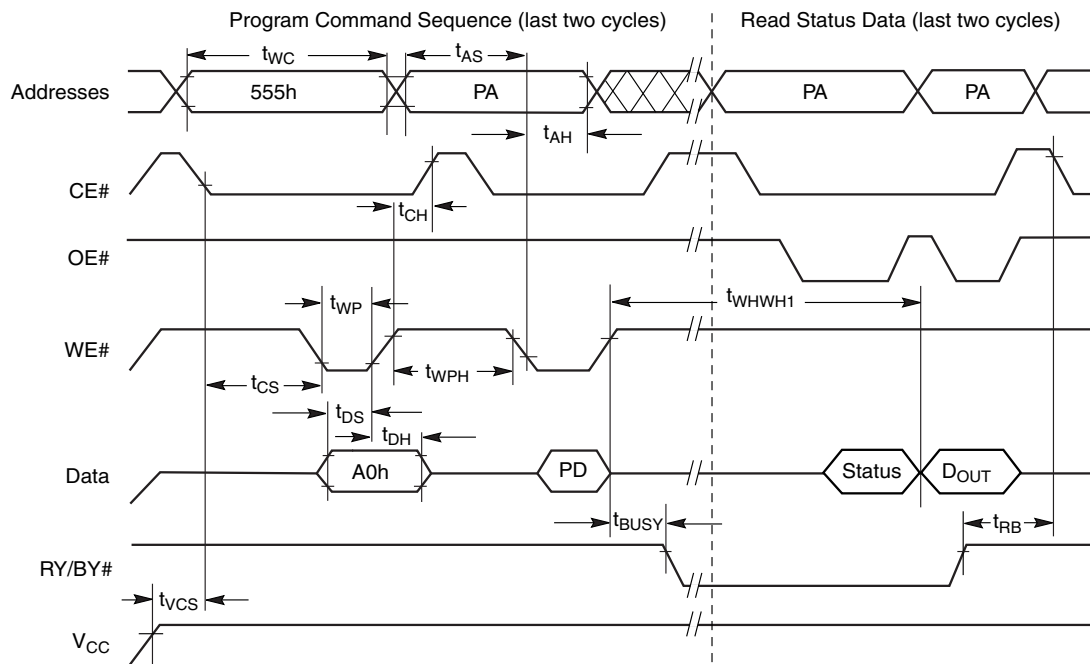 Program Command Sequence (last two cycles)
Read Status Data (last two cycles)
tWC
tAS
Addresses
555h
PA
PA
PA
tAH
CE#
tCH
OE#
tWP
tWHWH1
WE#
tCS
tWPH
tDS
tDH
Data
A0h
PD
Status
DOUT
tBUSY
tRB
RY/BY#
tVCS
VCC